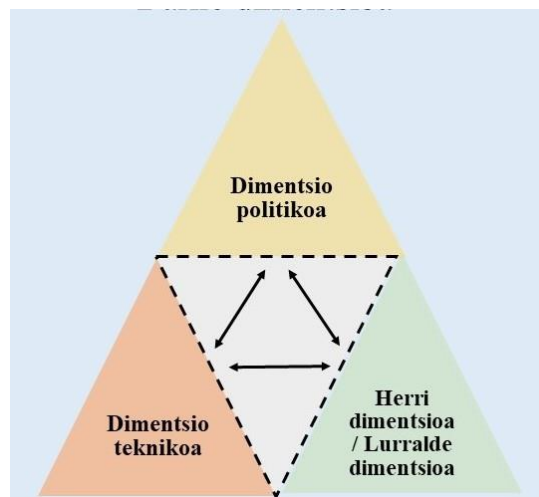 Dimentsio
politikoa
Dimentsio
teknikoa
Herri
dimentsioa
/ Lurralde
dimentsioa